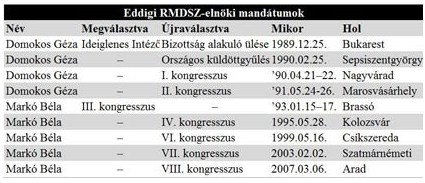 Eddigi RMDSZ-elnöki mandátumok
Név Megválasztva Újraválasztva Mikor Hol
Domokos Géza Ideiglenes Intéző Bizottság alakuló ülése 1989.12.25. Bukarest
Domokos Géza – Országos küldöttgyűlés 1990.02.25. Sepsiszentgyörgy
Domokos Géza – I. kongresszus '90.04.21–22. Nagyvárad
Domokos Géza – II. kongresszus '91.05.24-26. Marosvásárhely
Markó Béla III. kongresszus – '93.01.15–17. Brassó
Markó Béla – IV. kongresszus 1995.05.28. Kolozsvár
Markó Béla – VI. kongresszus 1999.05.16. Csíkszereda
Markó Béla – VII. kongresszus 2003.02.02. Szatmárnémeti
Markó Béla – VIII. kongresszus 2007.03.06. Arad